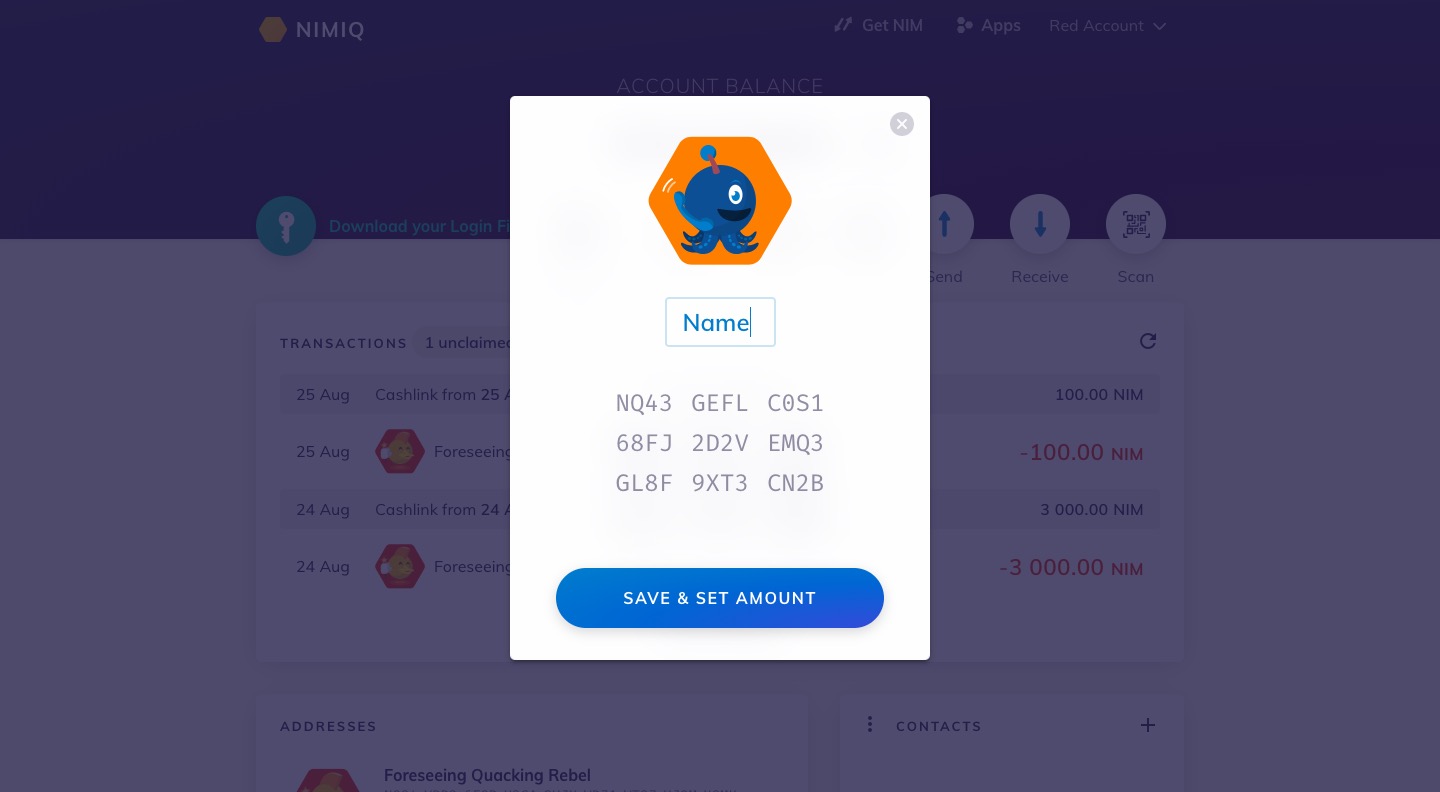 NIMIQ
Get NIM
Apps
Red Account
ACCOUNT BALANCE
Download your Login
Send
Receive
Scan
Name
NQ43 GEFL C0S1
68FJ 2D2V EMQ3
GL8F 9XT3 CN2B
SAVE & SET AMOUNT
TRANSACTIONS
1 unclaimed
25 Aug Cashlink from 25 100.00 NIM
25 Aug Foreseeing -100.00 NIM
24 Aug Cashlink from 24 3 000.00 NIM
24 Aug Foreseeing -3 000.00 NIM
ADDRESSES
Foreseeing Quacking Rebel
CONTACTS